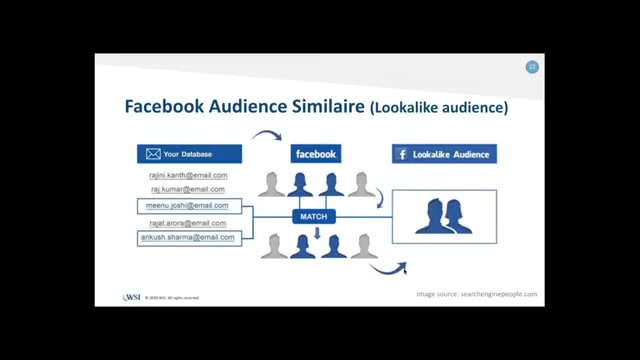 22
Facebook Audience Similaire (Lookalike audience)
Your Database
facebook
f Lookalike Audience
rajini.kanth@email.com
raj.kumar@email.com
meenu.joshi@email.com
rajat.arora@email.com
ankush.sharma@email.com
MATCH
Image source: searchenginepeople.com
WSI
© 2020 WSI. All rights reserved.